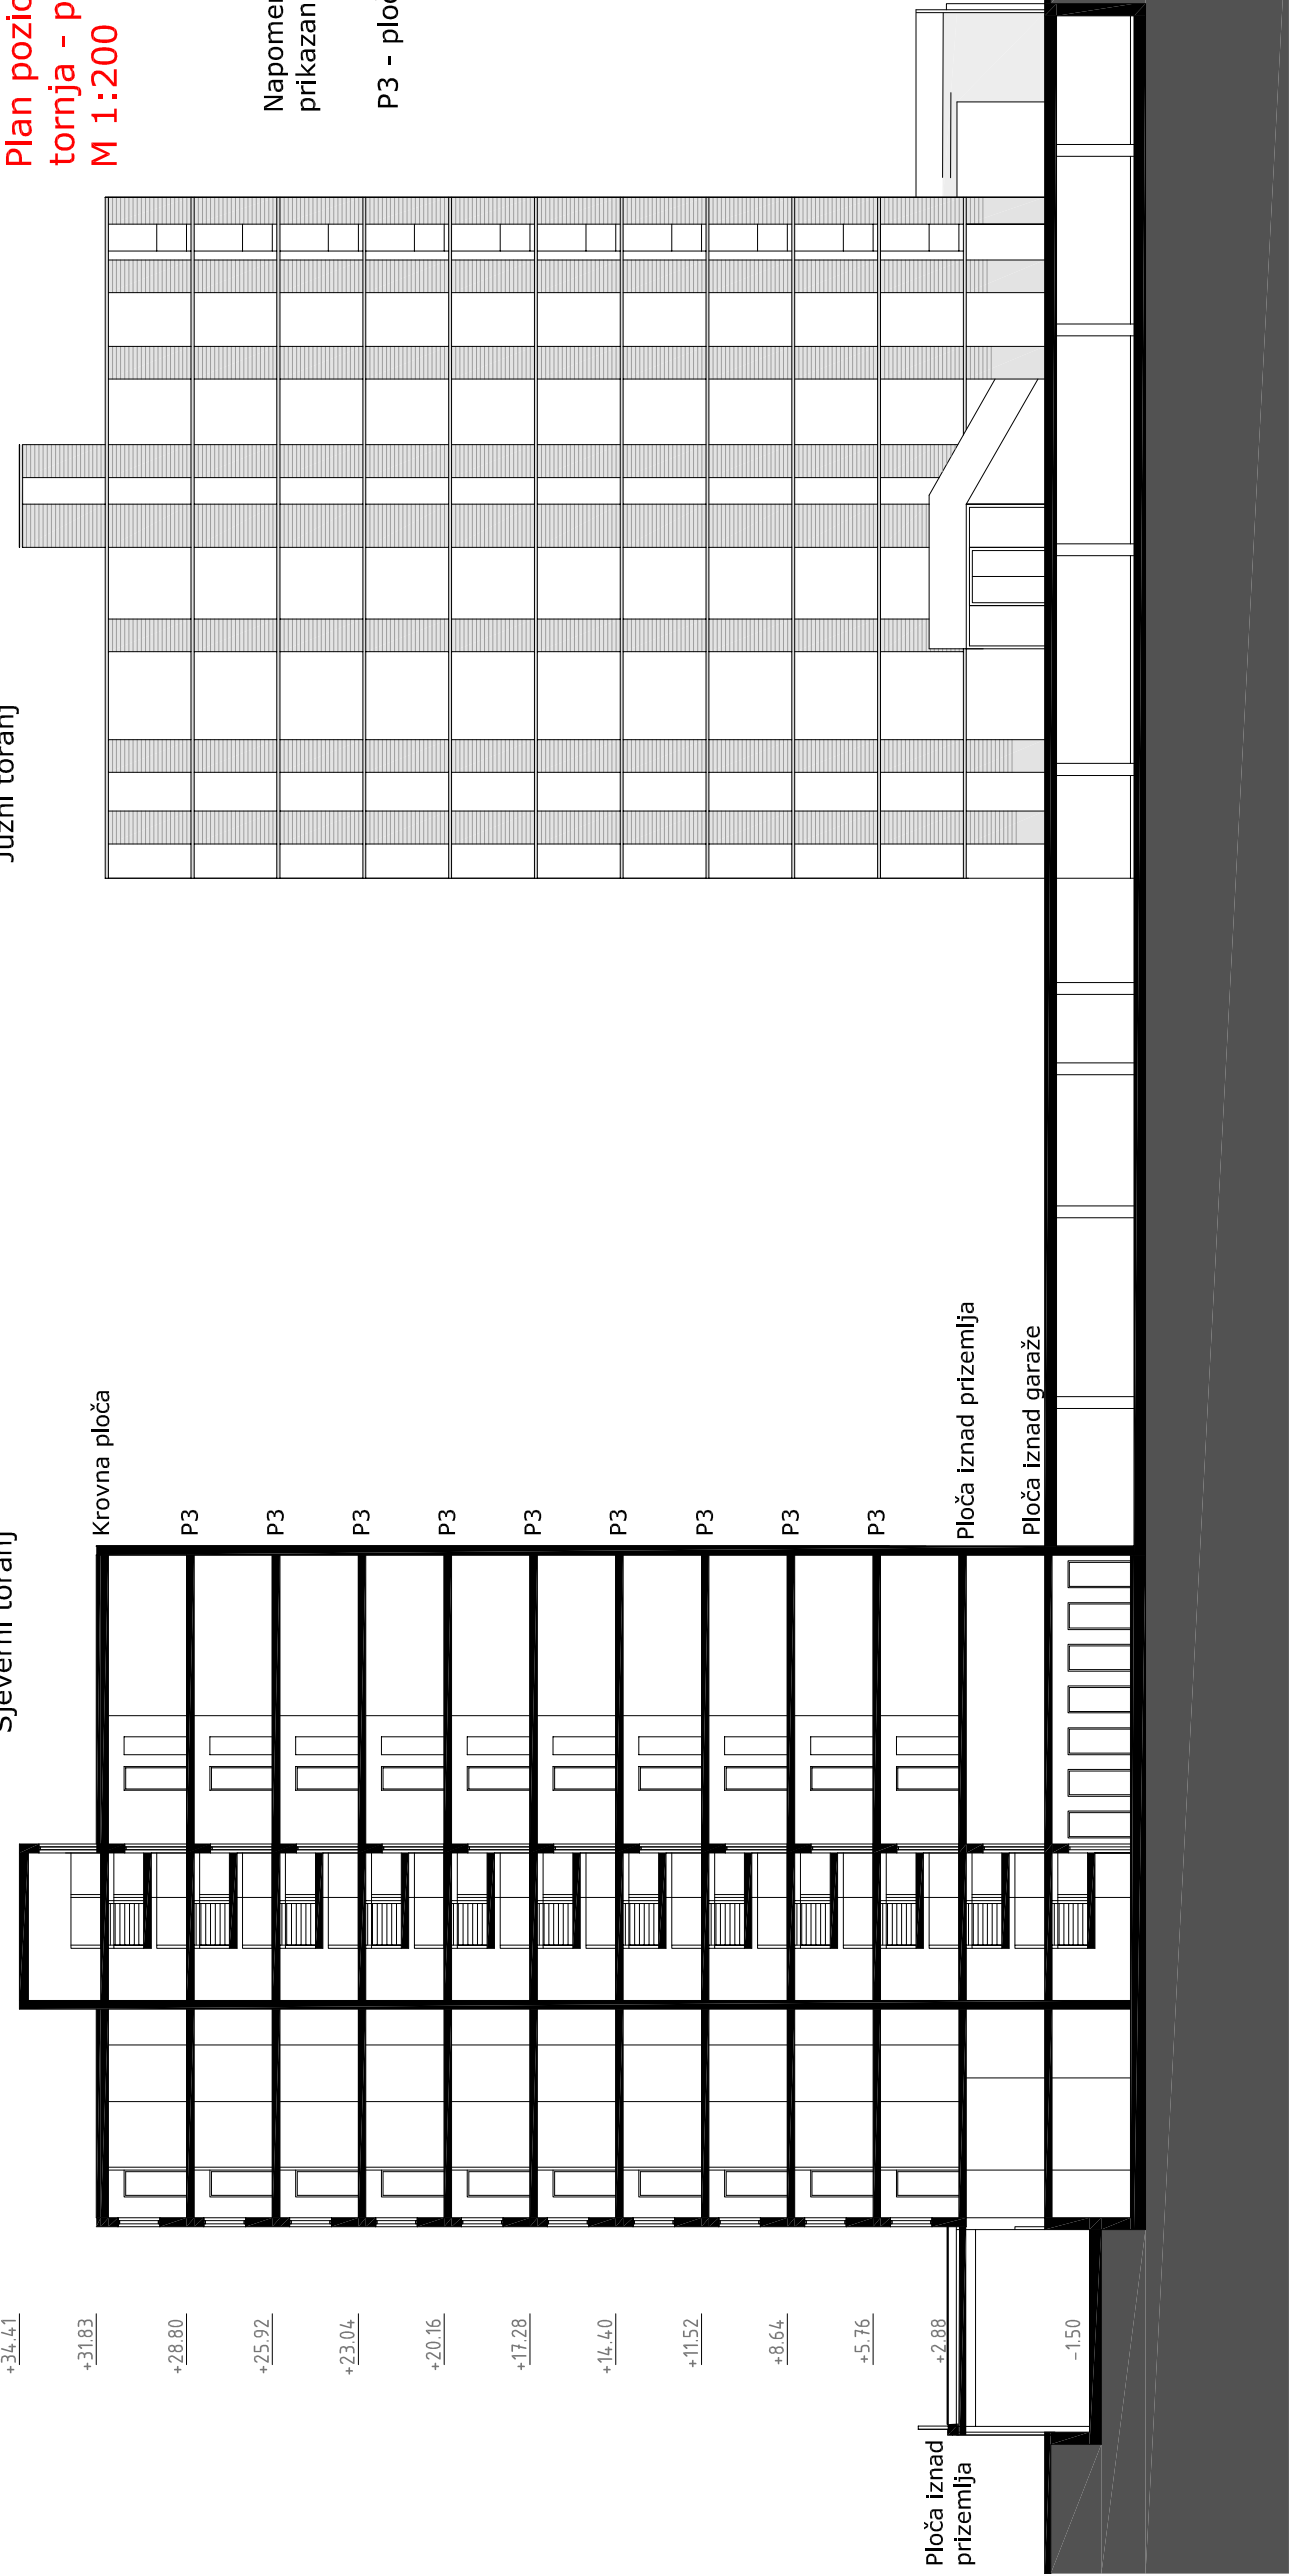 Plan pozic
tornja - p
M 1:200
Napomen
prikazan
P3 - ploč
Južni toranj
Sjeverni toranj
Krovna ploča
P3
P3
P3
P3
P3
P3
P3
P3
P3
Ploča iznad prizemlja
Ploča iznad garaže
+34.41
+31.83
+28.80
+25.92
+23.04
+20.16
+17.28
+14.40
+11.52
+8.64
+5.76
+2.88
-1.50
Ploča iznad
prizemlja